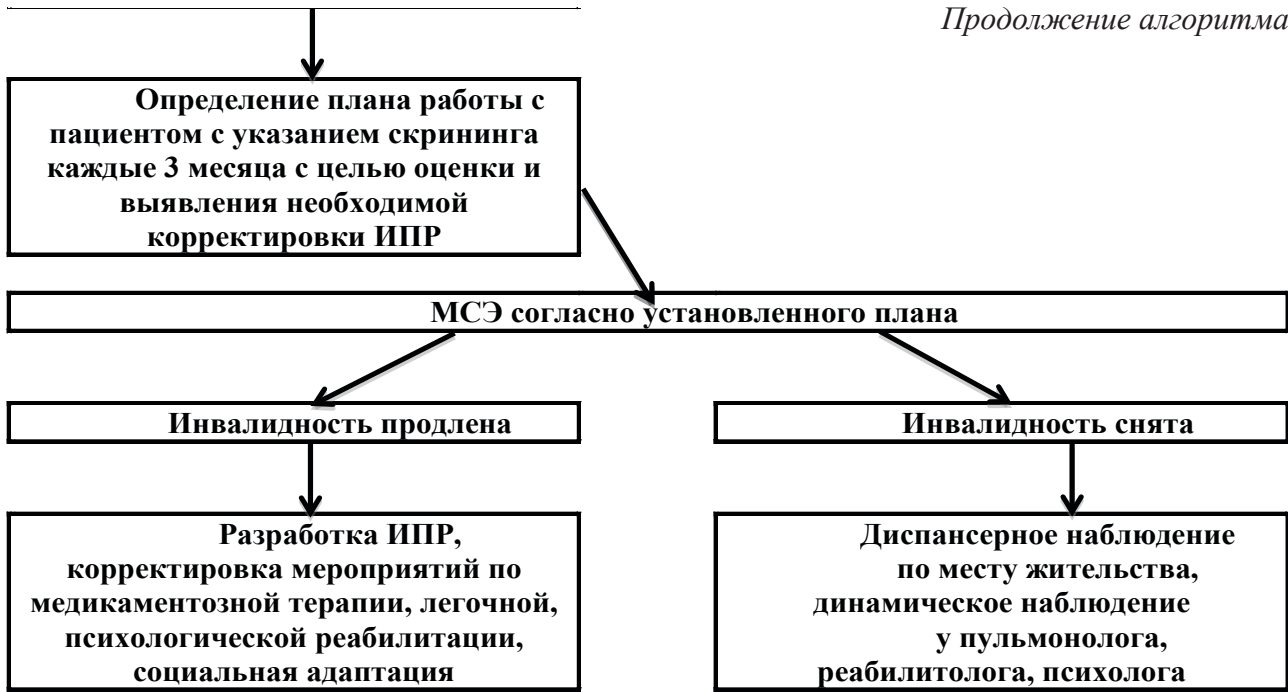 Продолжение алгоритма
Определение плана работы с
пациентом с указанием скрининга
каждые 3 месяца с целью оценки и
выявления необходимой
корректировки ИПР
МСЭ согласно установленного плана
Инвалидность продлена
Инвалидность снята
Разработка ИПР,
корректировка мероприятий по
медикаментозной терапии, легочной,
психологической реабилитации,
социальная адаптация
Диспансерное наблюдение
по месту жительства,
динамическое наблюдение
у пульмонолога,
реабилитолога, психолога